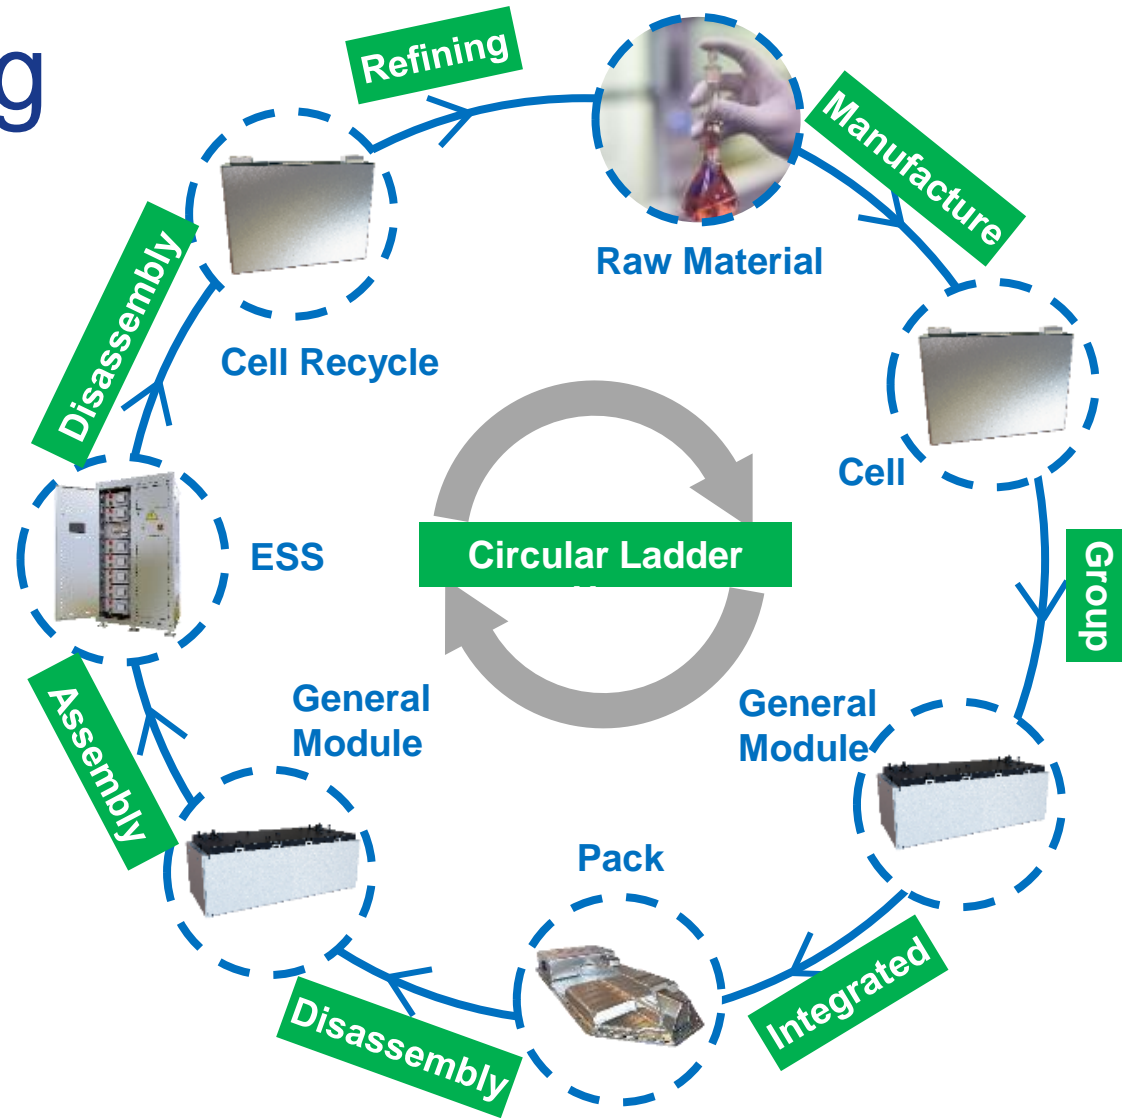 g
Refining
Manufacture
Raw Material
Disassembly
Cell Recycle
Cell
ESS
Circular Ladder
Group
General
Module
General
Module
Assembly
Pack
Integrated
Disassembly